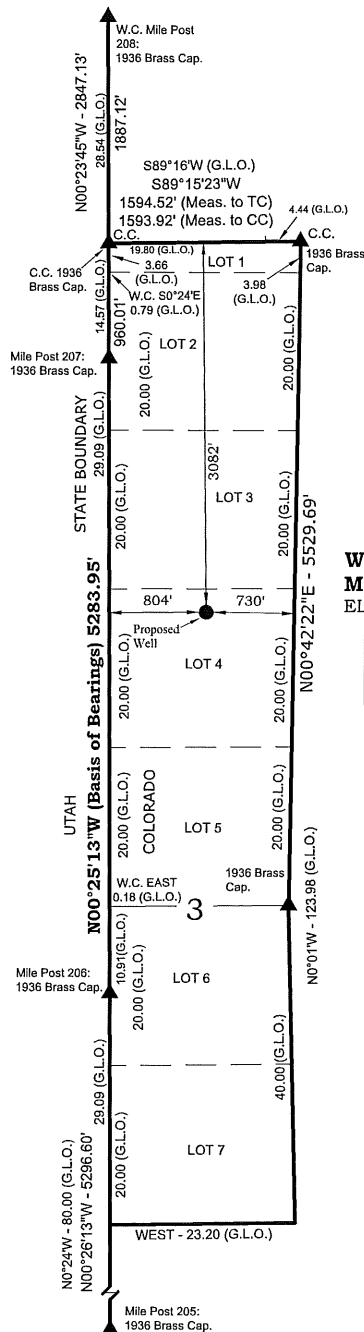 W.C. Mile Post
208:
1936 Brass Cap.
N00°23'45"W - 2847.13'
28.54 (G.L.O.)
1887.12'
S89°16'W (G.L.O.)
S89°15'23"W
1594.52' (Meas. to TC)
1593.92' (Meas. to CC)
4.44 (G.L.O.)
C.C.
C.C.
19.80 (G.L.O.)
LOT 1
1936 Brass
Cap.
3.66
(G.L.O.)
3.98
(G.L.O.)
C.C. 1936
Brass Cap.
W.C. S0°24'E
0.79 (G.L.O.)
14.57 (G.L.O.)
960.01'
LOT 2
Mile Post 207:
1936 Brass Cap.
20.00 (G.L.O.)
20.00 (G.L.O.)
STATE BOUNDARY
29.09 (G.L.O.)
20.00 (G.L.O.)
3082'
LOT 3
20.00 (G.L.O.)
N00°42'22"E - 5529.69'
W
M
EL
804'
730'
Proposed
Well
N00°25'13"W (Basis of Bearings) 5283.95'
20.00 (G.L.O.)
LOT 4
20.00 (G.L.O.)
UTAH
COLORADO
20.00 (G.L.O.)
LOT 5
20.00 (G.L.O.)
1936 Brass
Cap.
W.C. EAST
0.18 (G.L.O.)
3
N0°01'W - 123.98 (G.L.O.)
10.91(G.L.O.)
20.00 (G.L.O.)
LOT 6
Mile Post 206:
1936 Brass Cap.
40.00 (G.L.O.)
29.09 (G.L.O.)
20.00 (G.L.O.)
LOT 7
N0°24'W - 80.00 (G.L.O.)
N00°26'13"W - 5296.60'
WEST - 23.20 (G.L.O.)
Mile Post 205:
1936 Brass Cap.